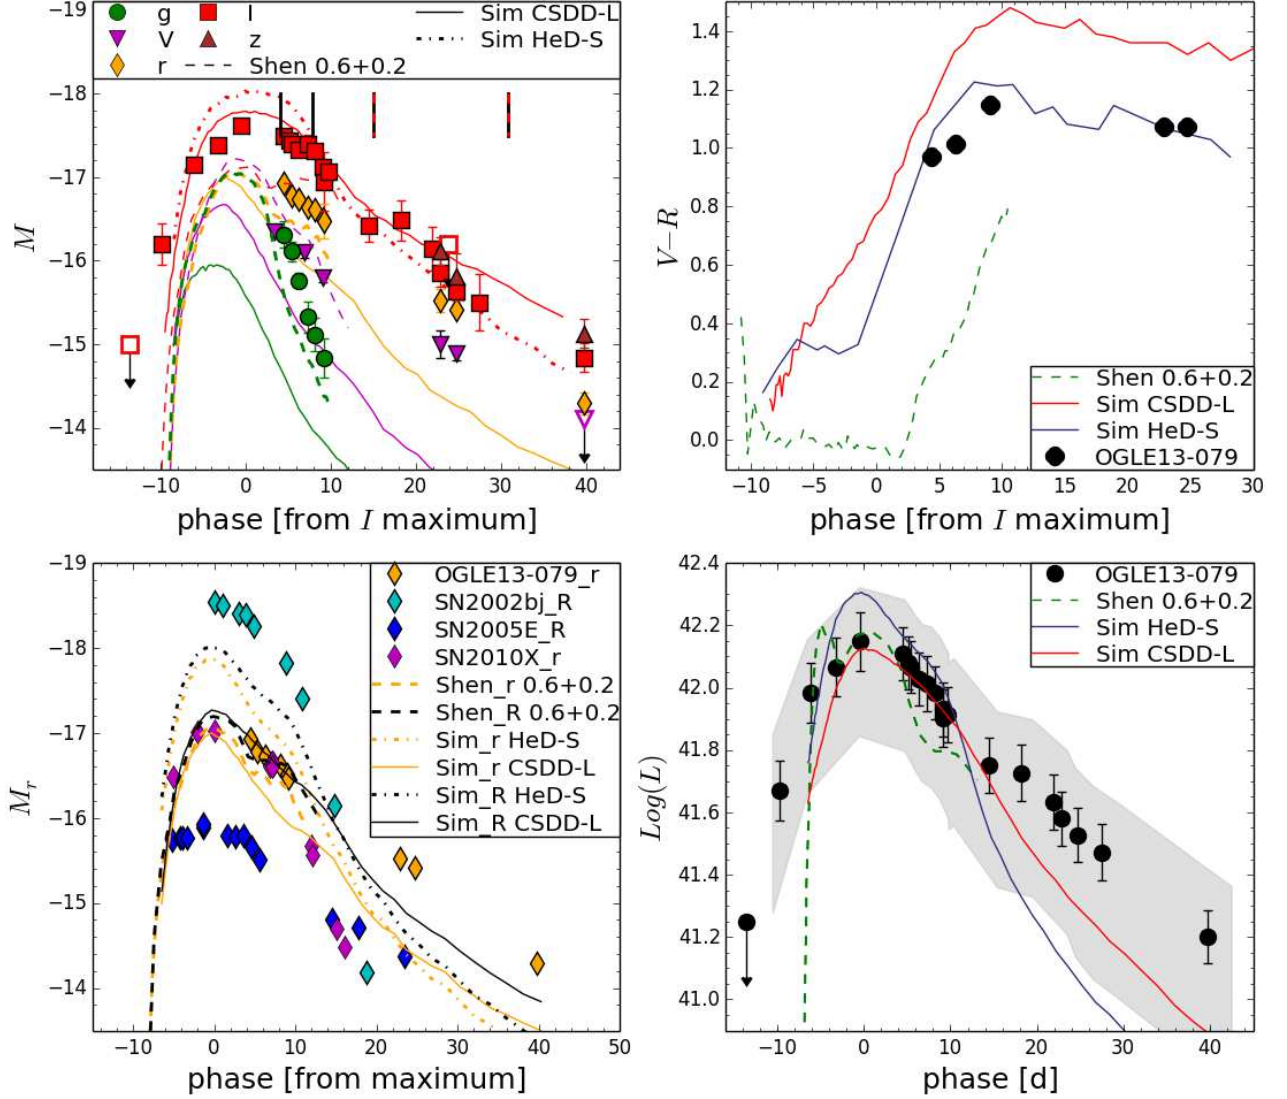 g I Sim CSDD-L
V z Sim HeD-S
r Shen 0.6+0.2
−19
−18
−17
−16
−15
−14
M
−10 0 10 20 30 40
phase [from I maximum]
1.4
1.2
1.0
0.8
0.6
0.4
0.2
0.0
V−R
Shen 0.6+0.2
Sim CSDD-L
Sim HeD-S
OGLE13-079
−10 −5 0 5 10 15 20 25 30
phase [from I maximum]
−19
−18
−17
−16
−15
−14
M_r
OGLE13-079_r
SN2002bj_R
SN2005E_R
SN2010X_r
Shen_r 0.6+0.2
Shen_R 0.6+0.2
Sim_r HeD-S
Sim_r CSDD-L
Sim_R HeD-S
Sim_R CSDD-L
−10 0 10 20 30 40 50
phase [from maximum]
42.4
42.2
42.0
41.8
41.6
41.4
41.2
41.0
Log(L)
OGLE13-079
Shen 0.6+0.2
Sim HeD-S
Sim CSDD-L
−10 0 10 20 30 40
phase [d]